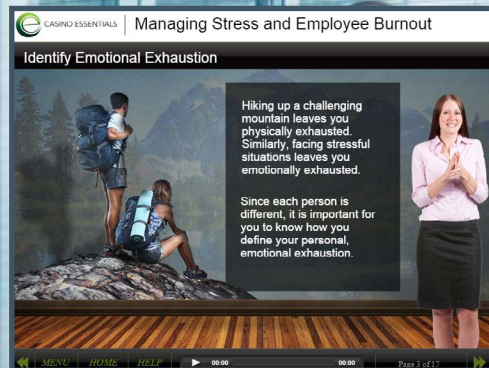 CASINO ESSENTIALS
Managing Stress and Employee Burnout
Identify Emotional Exhaustion
Hiking up a challenging
mountain leaves you
physically exhausted.
Similarly, facing stressful
situations leaves you
emotionally exhausted.
Since each person is
different, it is important for
you to know how you
define your personal,
emotional exhaustion.
MENU HOME HELP 00:00 00:00 Page 3 of 17